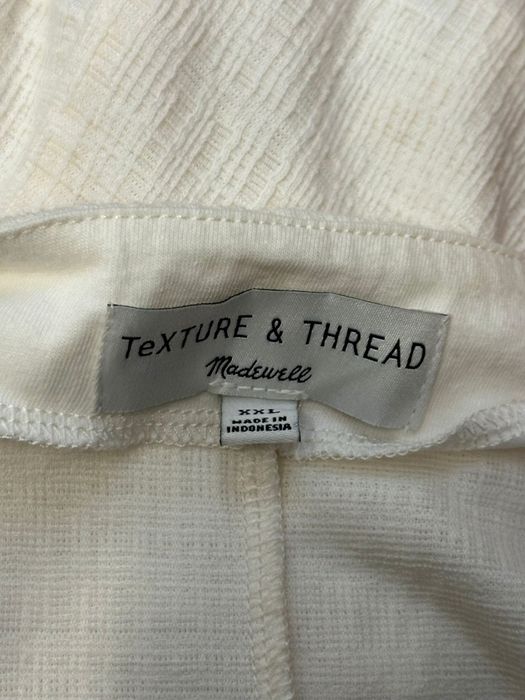 TeXTURE & THREAD
Madewell
XXL
MADE IN
INDONESIA